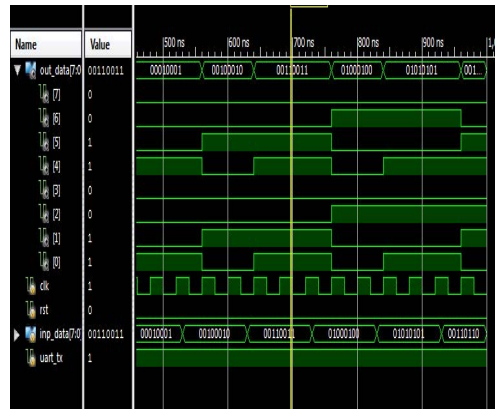 Name Value 500 ns 600 ns 700 ns 800 ns 900 ns 1,
out_data[7:0 00110011 00010001 00100010 00110011 01000100 01010101 001...
[7] 0
[6] 0
[5] 1
[4] 1
[3] 0
[2] 0
[1] 1
[0] 1
clk 1
rst 0
inp_data[7:0 00110011 00010001 00100010 00110011 01000100 01010101 00110110
uart_tx 1